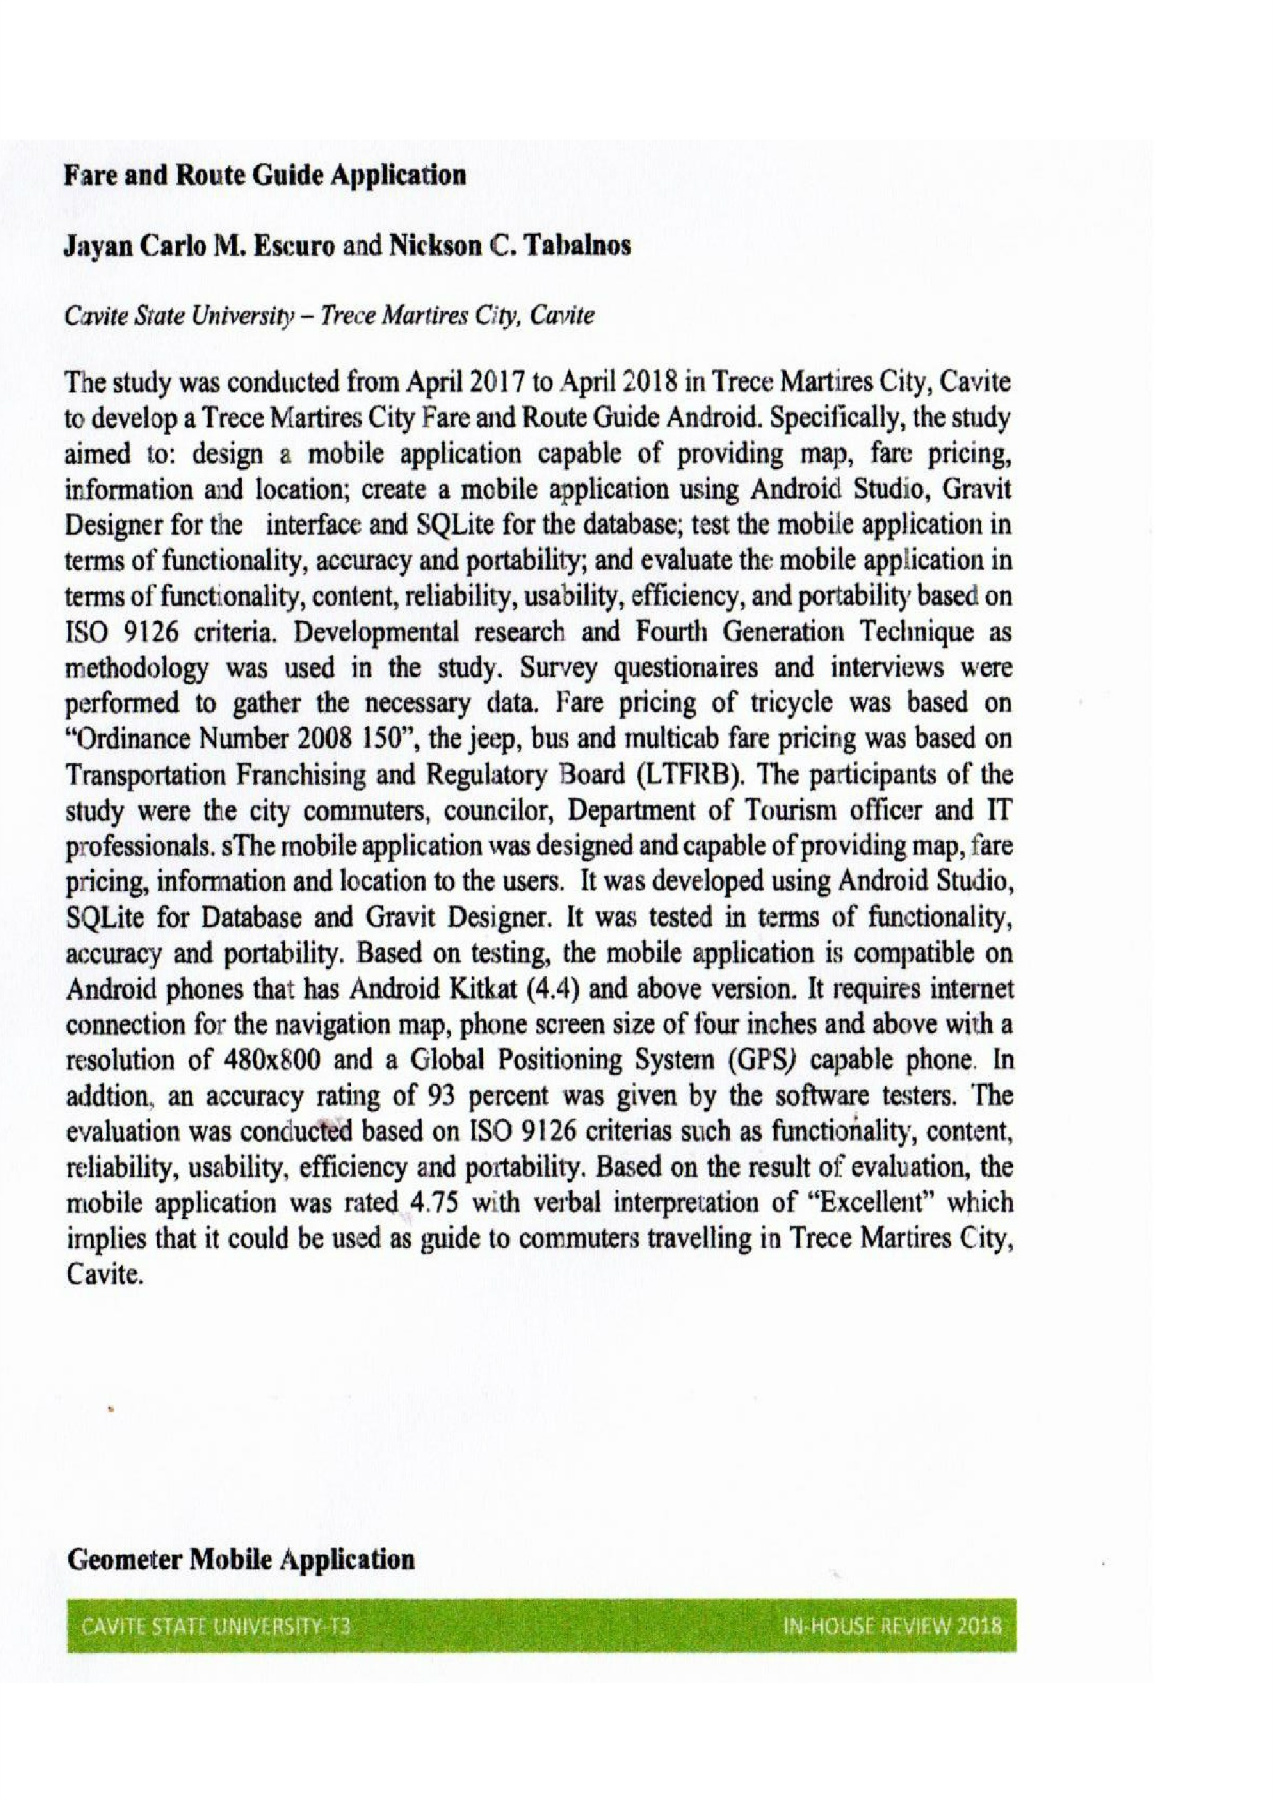 Fare and Route Guide Application
Jayan Carlo M. Escuro and Nickson C. Tabalnos
Cavite State University – Trece Martires City, Cavite
The study was conducted from April 2017 to April 2018 in Trece Martires City, Cavite
to develop a Trece Martires City Fare and Route Guide Android. Specifically, the study
aimed to: design a mobile application capable of providing map, fare pricing,
information and location; create a mobile application using Android Studio, Gravit
Designer for the interface and SQLite for the database; test the mobile application in
terms of functionality, accuracy and portability; and evaluate the mobile application in
terms of functionality, content, reliability, usability, efficiency, and portability based on
ISO 9126 criteria. Developmental research and Fourth Generation Technique as
methodology was used in the study. Survey questionaires and interviews were
performed to gather the necessary data. Fare pricing of tricycle was based on
“Ordinance Number 2008 150”, the jeep, bus and multicab fare pricing was based on
Transportation Franchising and Regulatory Board (LTFRB). The participants of the
study were the city commuters, councilor, Department of Tourism officer and IT
professionals. sThe mobile application was designed and capable of providing map, fare
pricing, information and location to the users. It was developed using Android Studio,
SQLite for Database and Gravit Designer. It was tested in terms of functionality,
accuracy and portability. Based on testing, the mobile application is compatible on
Android phones that has Android Kitkat (4.4) and above version. It requires internet
connection for the navigation map, phone screen size of four inches and above with a
resolution of 480x800 and a Global Positioning System (GPS) capable phone. In
addtion, an accuracy rating of 93 percent was given by the software testers. The
evaluation was conducted based on ISO 9126 criterias such as functionality, content,
reliability, usability, efficiency and portability. Based on the result of evaluation, the
mobile application was rated 4.75 with verbal interpretation of “Excellent” which
implies that it could be used as guide to commuters travelling in Trece Martires City,
Cavite.
Geometer Mobile Application
CAVITE STATE UNIVERSITY-T3 IN-HOUSE REVIEW 2018